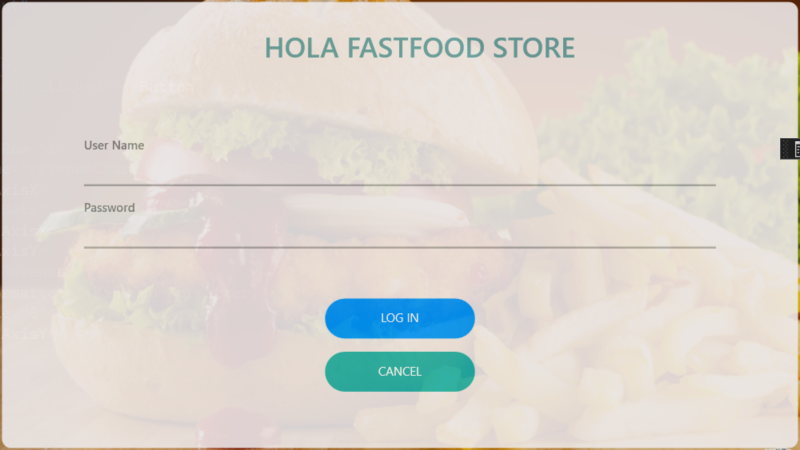 HOLA FASTFOOD STORE
User Name
Password
LOG IN
CANCEL